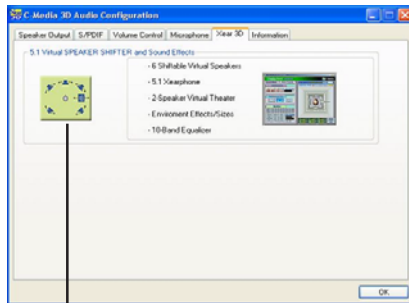 C-Media 3D Audio Configuration
Speaker Output S/PDIF Volume Control Microphone Xear 3D Information
5.1 Virtual SPEAKER SHIFTER and Sound Effects
- 6 Shiftable Virtual Speakers
- 5.1 Xearphone
- 2-Speaker Virtual Theater
- Enviroment Effects/Sizes
- 10-Band Equalizer
OK